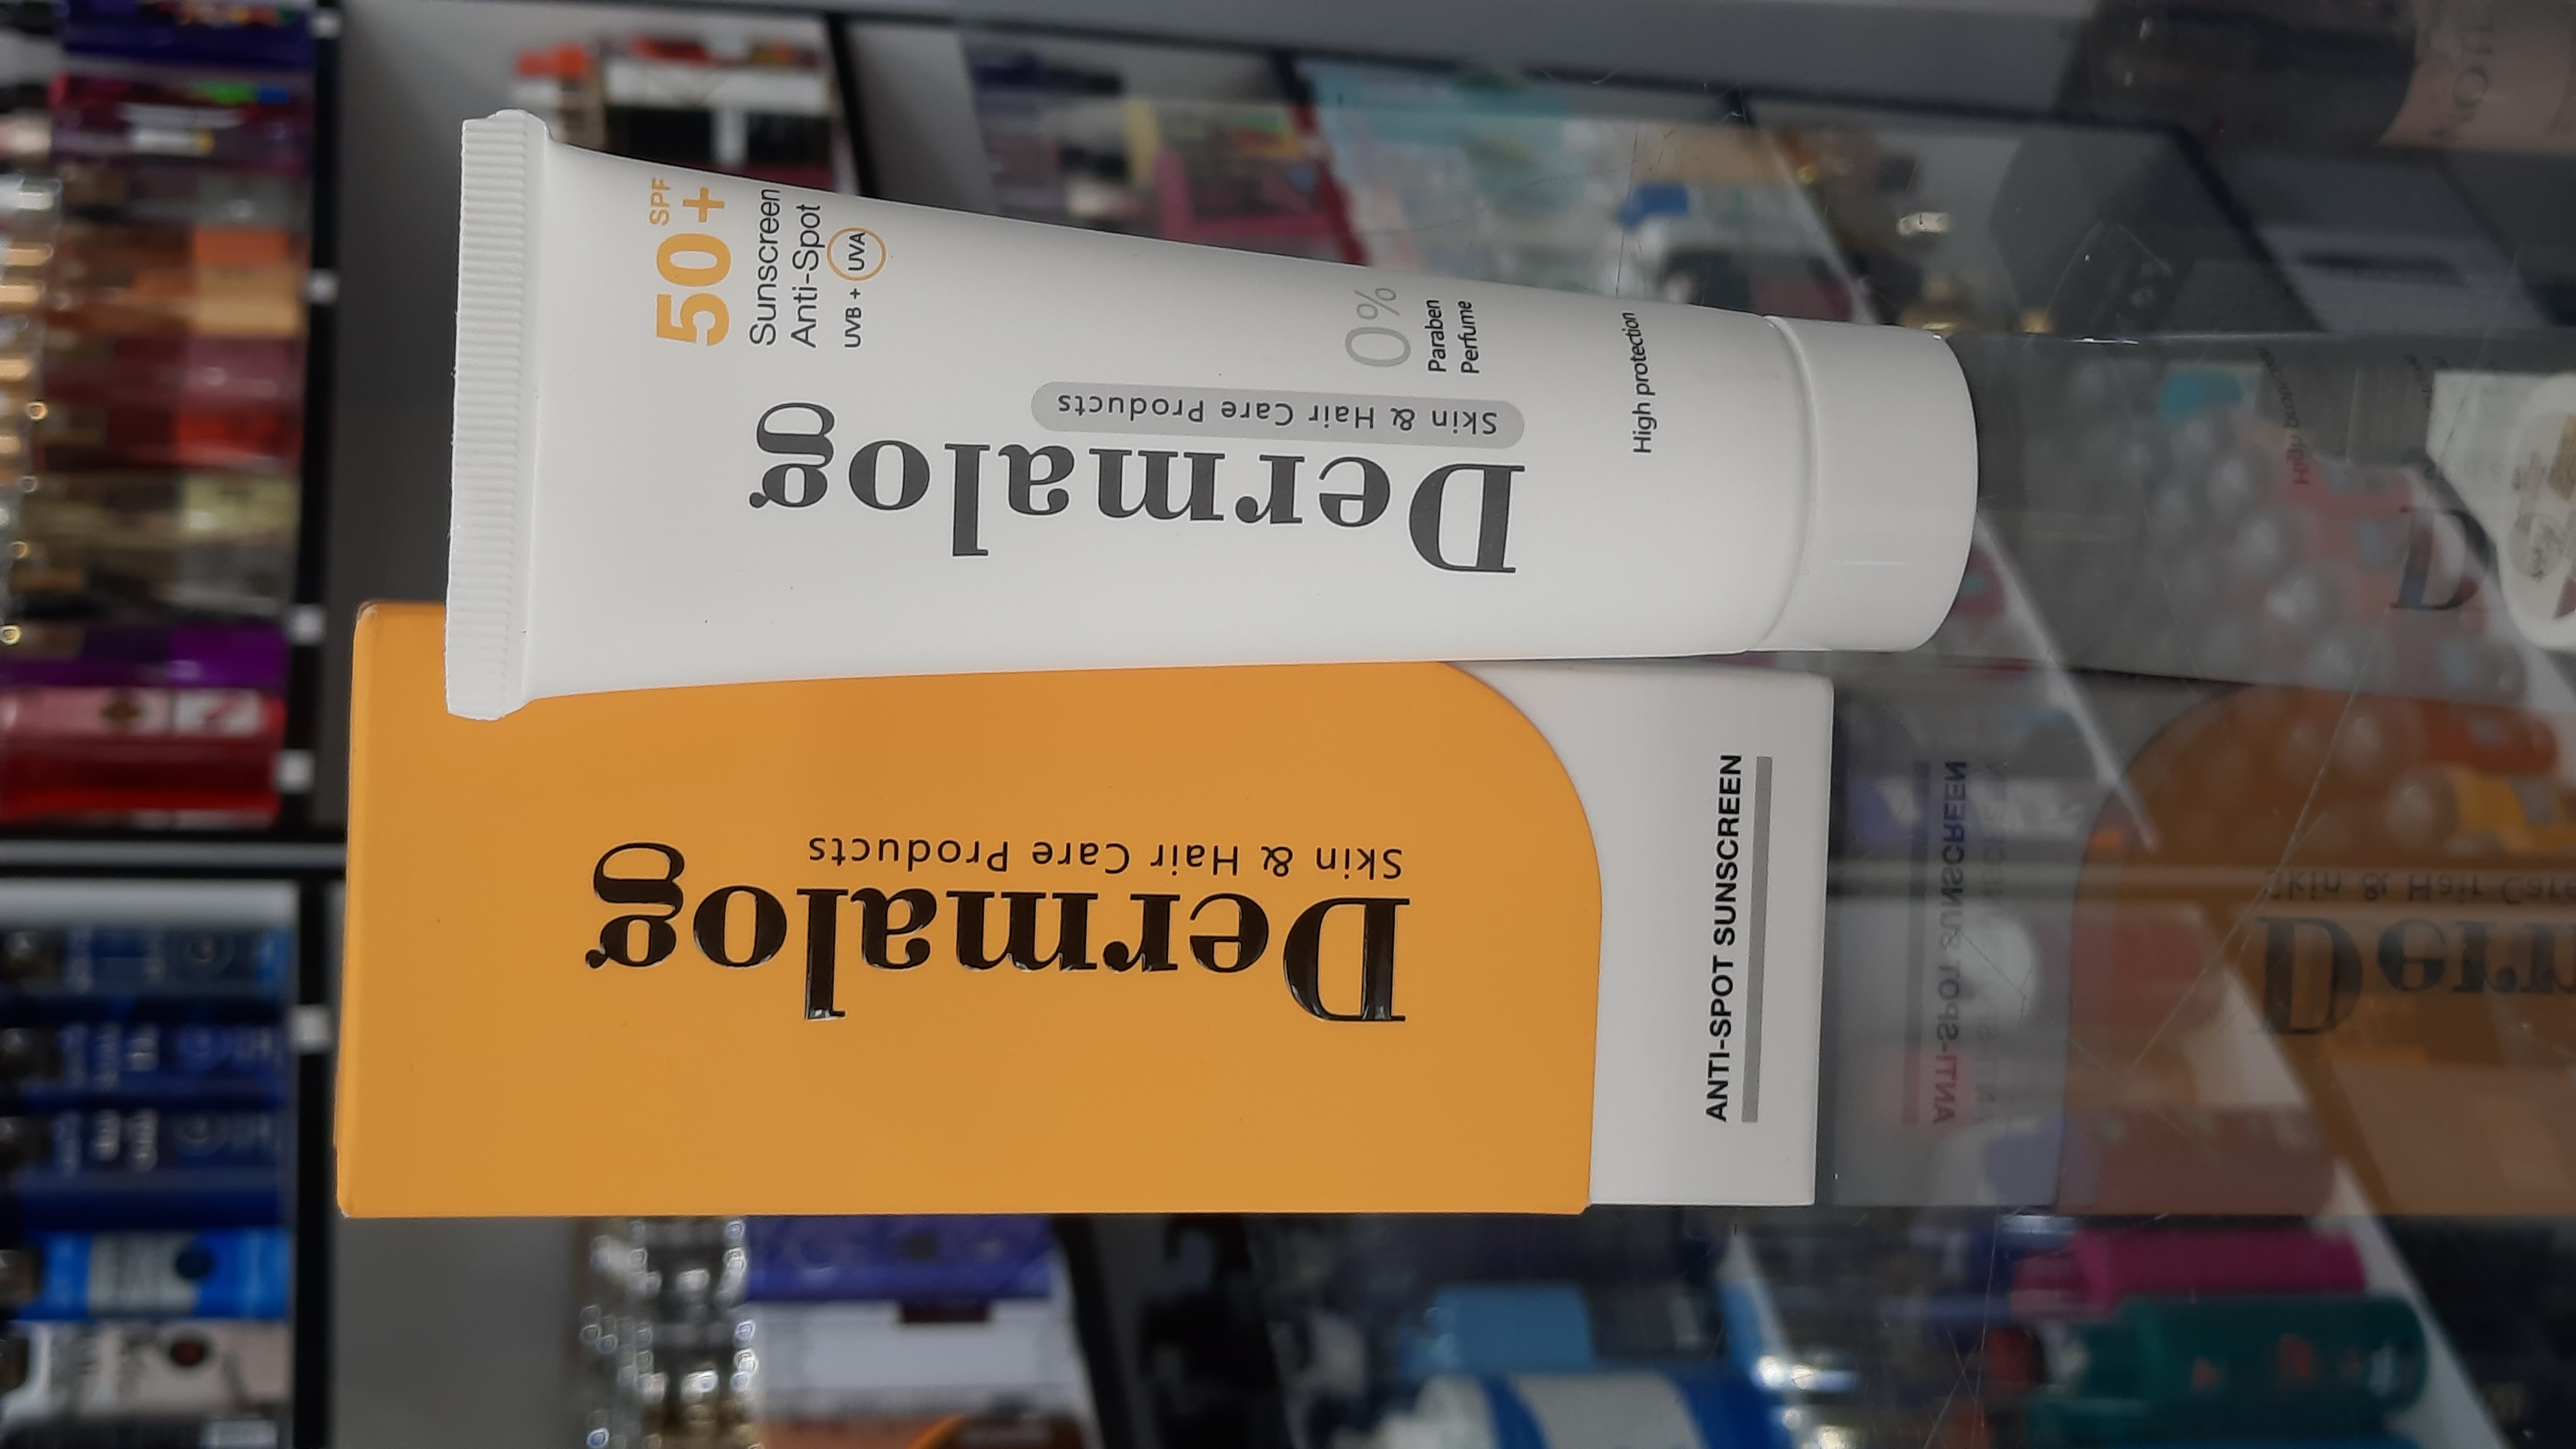 SPF
50+
Sunscreen
Anti-Spot
UVB + UVA
Dermalog
Skin & Hair Care Products
0%
Paraben
Perfume
High protection
Dermalog
Skin & Hair Care Products
ANTI-SPOT SUNSCREEN